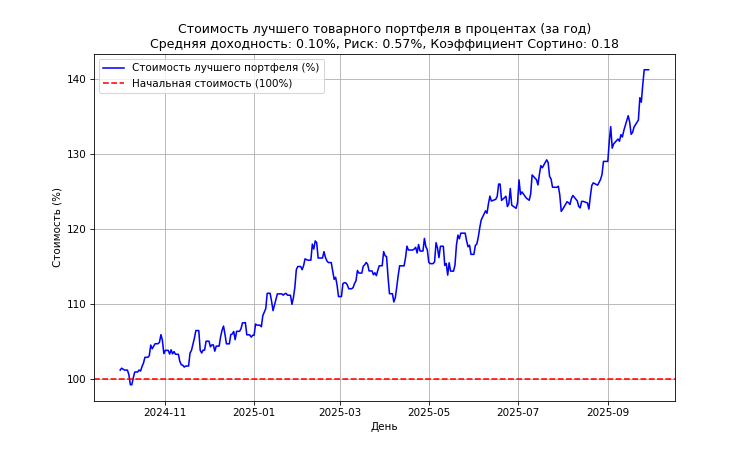 Стоимость лучшего товарного портфеля в процентах (за год)
Средняя доходность: 0.10%, Риск: 0.57%, Коэффициент Сортино: 0.18
Стоимость лучшего портфеля (%)
Начальная стоимость (100%)
Стоимость (%)
140
130
120
110
100
2024-11
2025-01
2025-03
2025-05
2025-07
2025-09
День